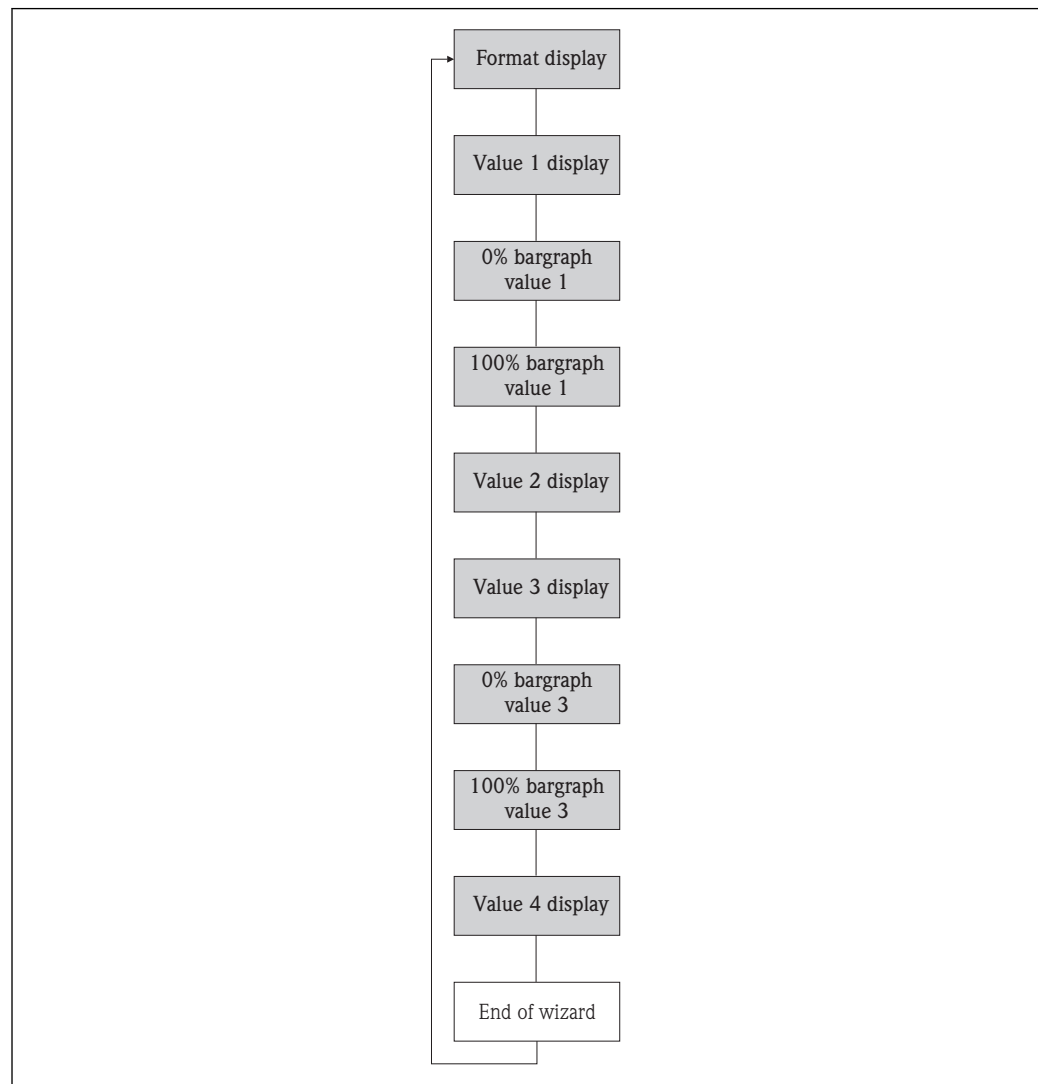 Format display
Value 1 display
0% bargraph
value 1
100% bargraph
value 1
Value 2 display
Value 3 display
0% bargraph
value 3
100% bargraph
value 3
Value 4 display
End of wizard